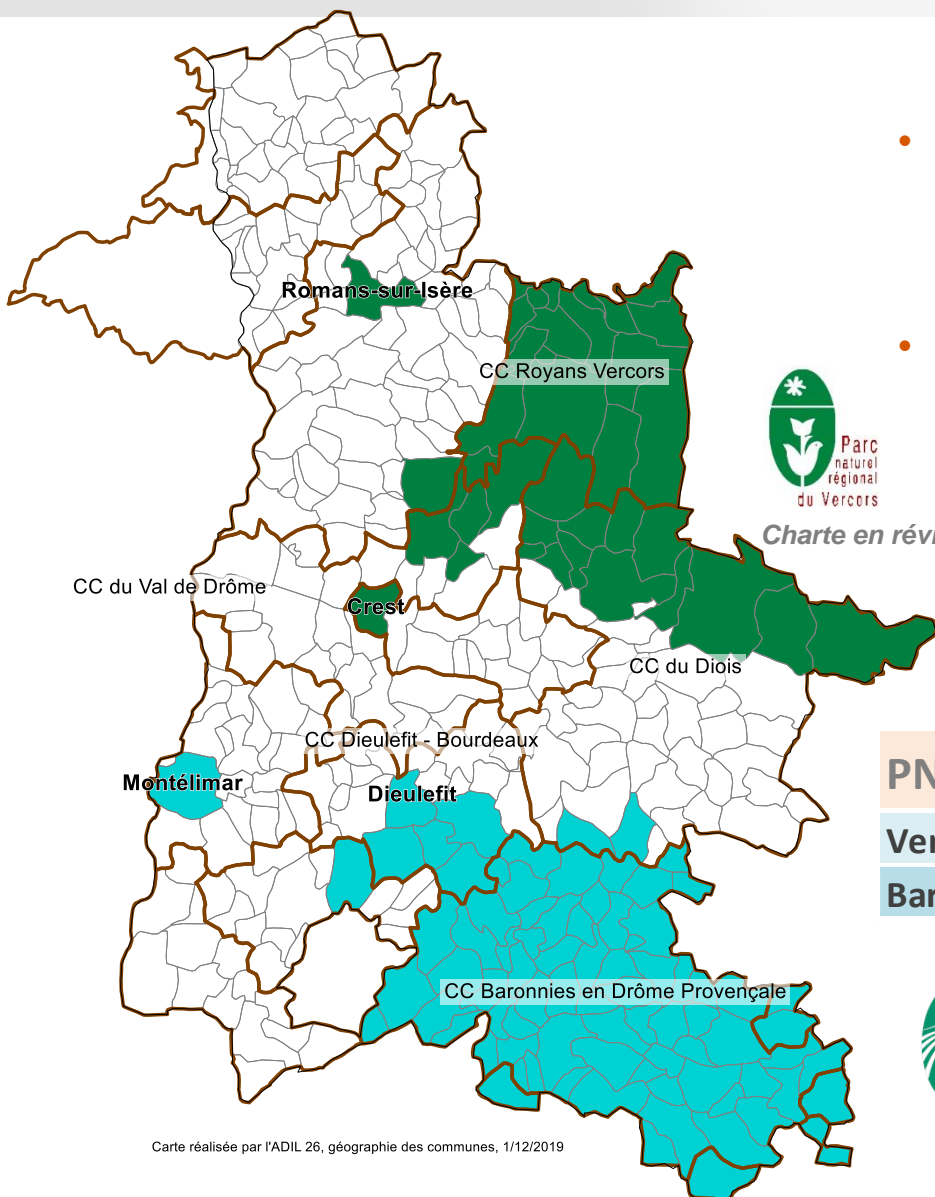 Romans-sur-Isère
CC Royans Vercors
Parc
naturel
régional
du Vercors
Charte en rév
CC du Val de Drôme
Crest
CC du Diois
CC Dieulefit - Bourdeaux
Montélimar
Dieulefit
PN
Ver
Bar
CC Baronnies en Drôme Provençale
Carte réalisée par l'ADIL 26, géographie des communes, 1/12/2019